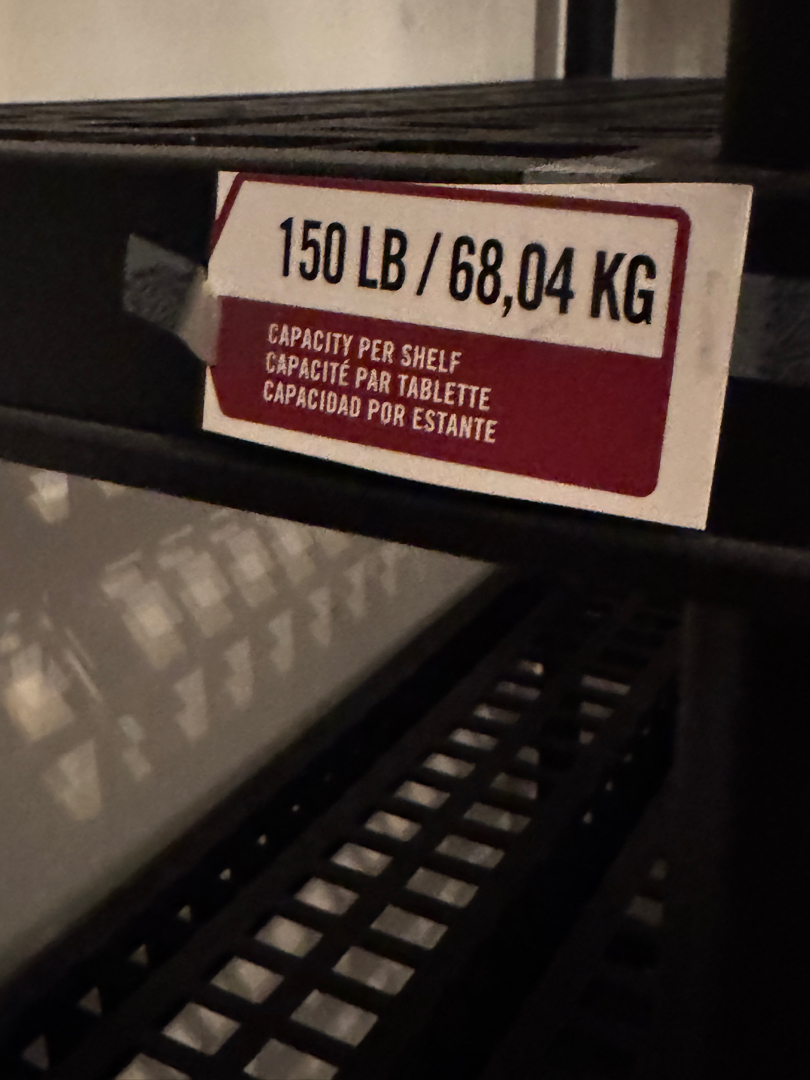 150 LB / 68,04 KG
CAPACITY PER SHELF
CAPACITÉ PAR TABLETTE
CAPACIDAD POR ESTANTE